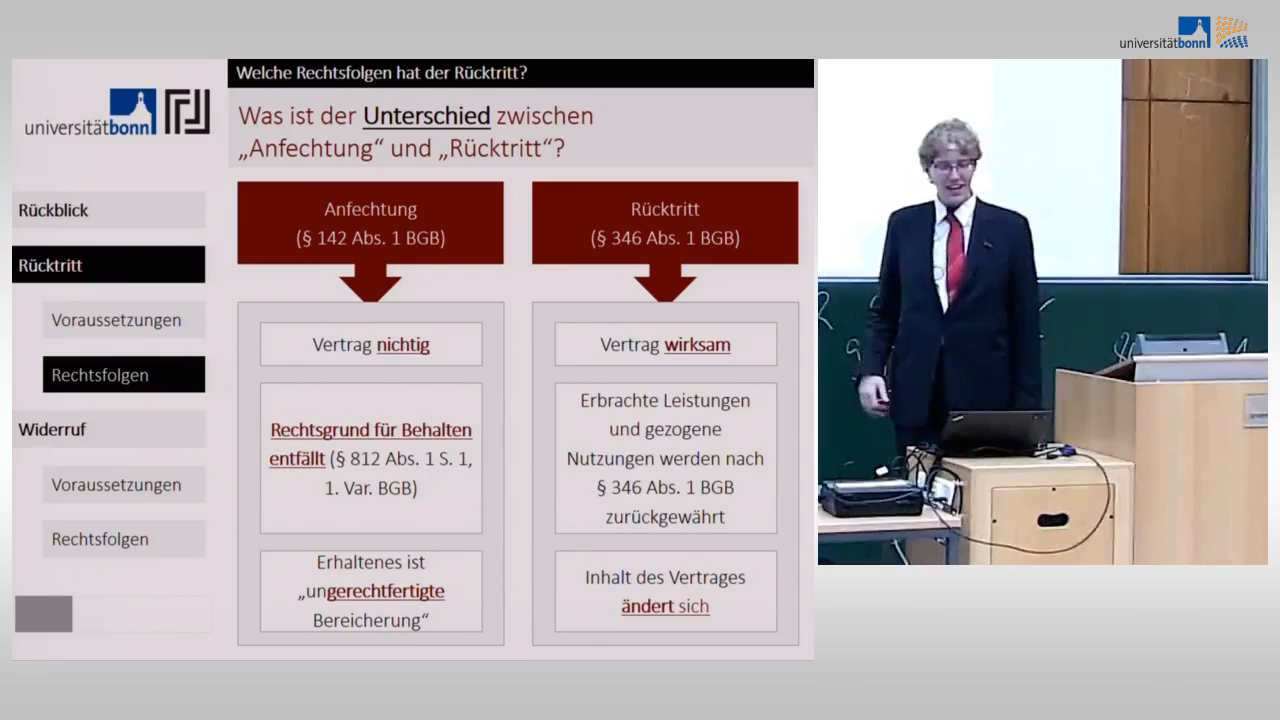 universitätbonn
Welche Rechtsfolgen hat der Rücktritt?
universitätbonn
Was ist der Unterschied zwischen
„Anfechtung“ und „Rücktritt“?
Rückblick
Rücktritt
Voraussetzungen
Rechtsfolgen
Widerruf
Voraussetzungen
Rechtsfolgen
Anfechtung
(§ 142 Abs. 1 BGB)
Vertrag nichtig
Rechtsgrund für Behalten
entfällt (§ 812 Abs. 1 S. 1,
1. Var. BGB)
Erhaltenes ist
„ungerechtfertigte
Bereicherung“
Rücktritt
(§ 346 Abs. 1 BGB)
Vertrag wirksam
Erbrachte Leistungen
und gezogene
Nutzungen werden nach
§ 346 Abs. 1 BGB
zurückgewährt
Inhalt des Vertrages
ändert sich